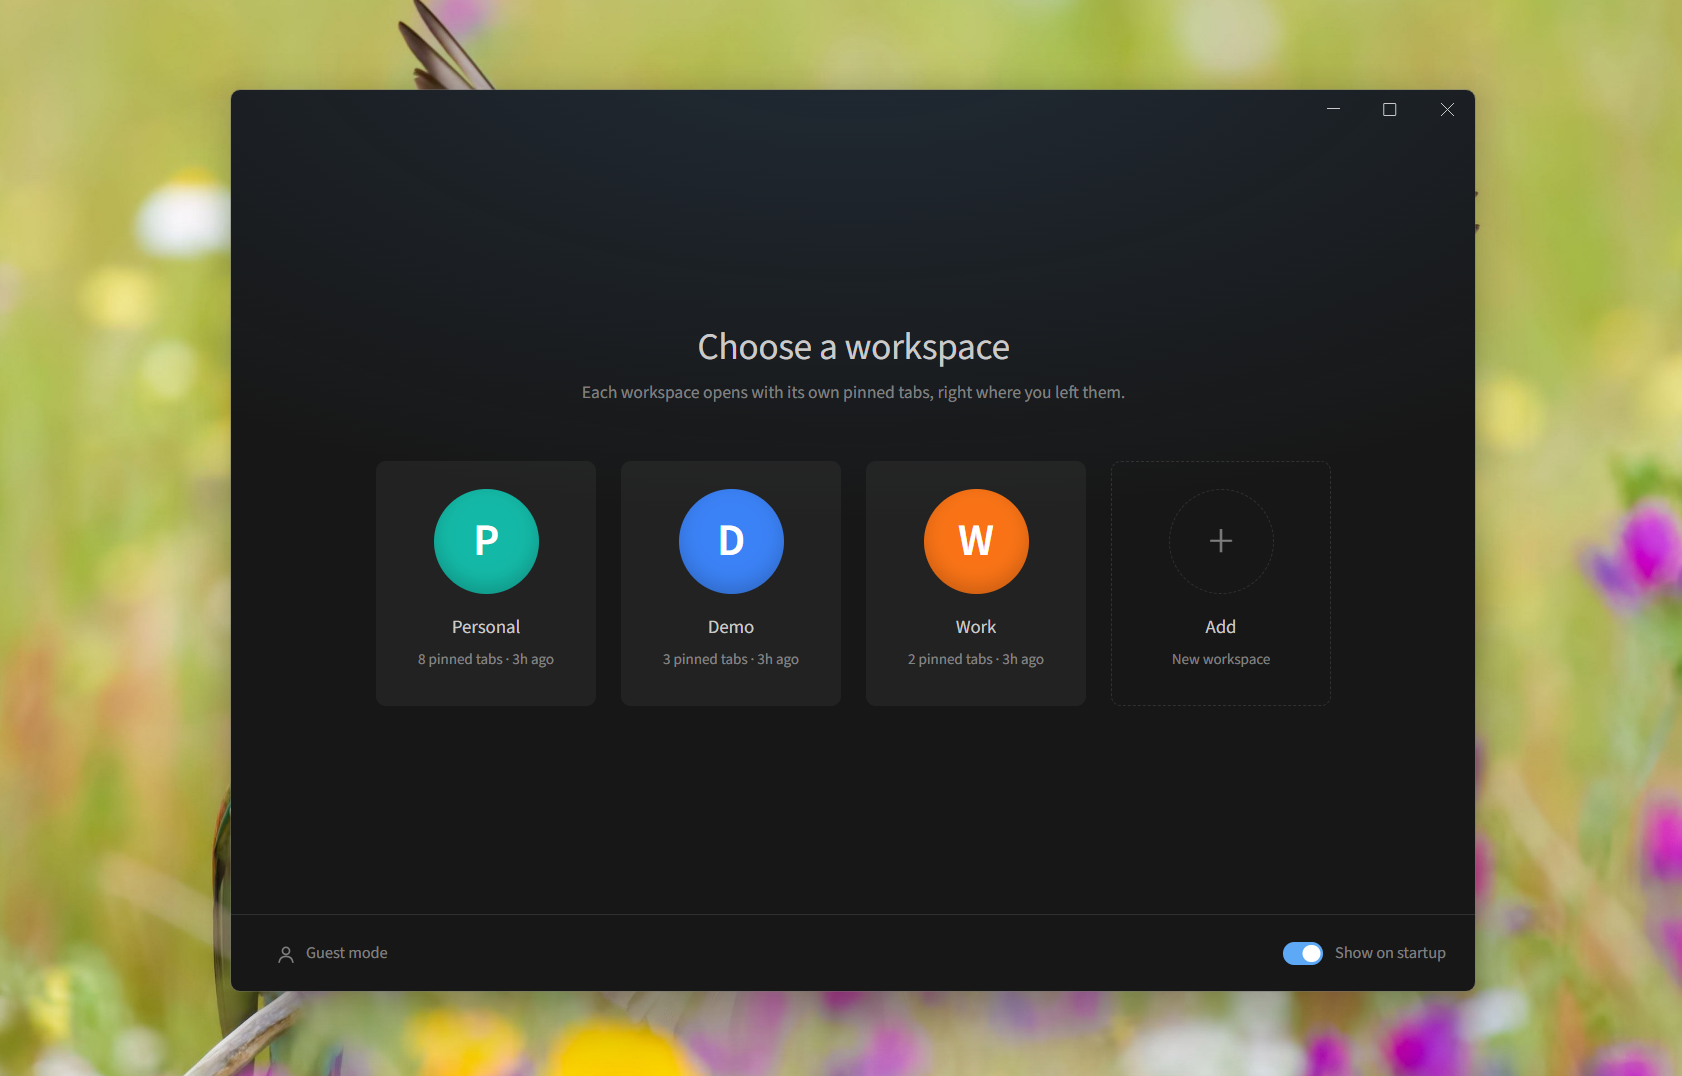 Choose a workspace
Each workspace opens with its own pinned tabs, right where you left them.
P
Personal
8 pinned tabs · 3h ago
D
Demo
3 pinned tabs · 3h ago
W
Work
2 pinned tabs · 3h ago
Add
New workspace
Guest mode
Show on startup